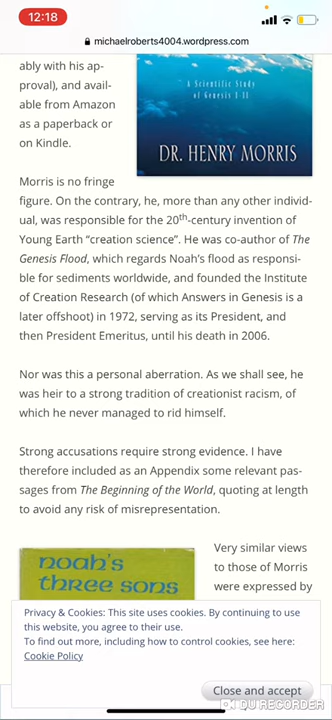 12:18
michaelroberts4004.wordpress.com
ably with his ap-
proval), and avail-
able from Amazon
as a paperback or
on Kindle.
A Scientific Study
of Genesis 1-11
DR. HENRY MORRIS
Morris is no fringe
figure. On the contrary, he, more than any other individ-
ual, was responsible for the 20th-century invention of
Young Earth “creation science”. He was co-author of The
Genesis Flood, which regards Noah’s flood as responsi-
ble for sediments worldwide, and founded the Institute
of Creation Research (of which Answers in Genesis is a
later offshoot) in 1972, serving as its President, and
then President Emeritus, until his death in 2006.
Nor was this a personal aberration. As we shall see, he
was heir to a strong tradition of creationist racism, of
which he never managed to rid himself.
Strong accusations require strong evidence. I have
therefore included as an Appendix some relevant pas-
sages from The Beginning of the World, quoting at length
to avoid any risk of misrepresentation.
noah's
three sons
Very similar views
to those of Morris
were expressed by
Privacy & Cookies: This site uses cookies. By continuing to use
this website, you agree to their use.
To find out more, including how to control cookies, see here:
Cookie Policy
Close and accept
DU RECORDER